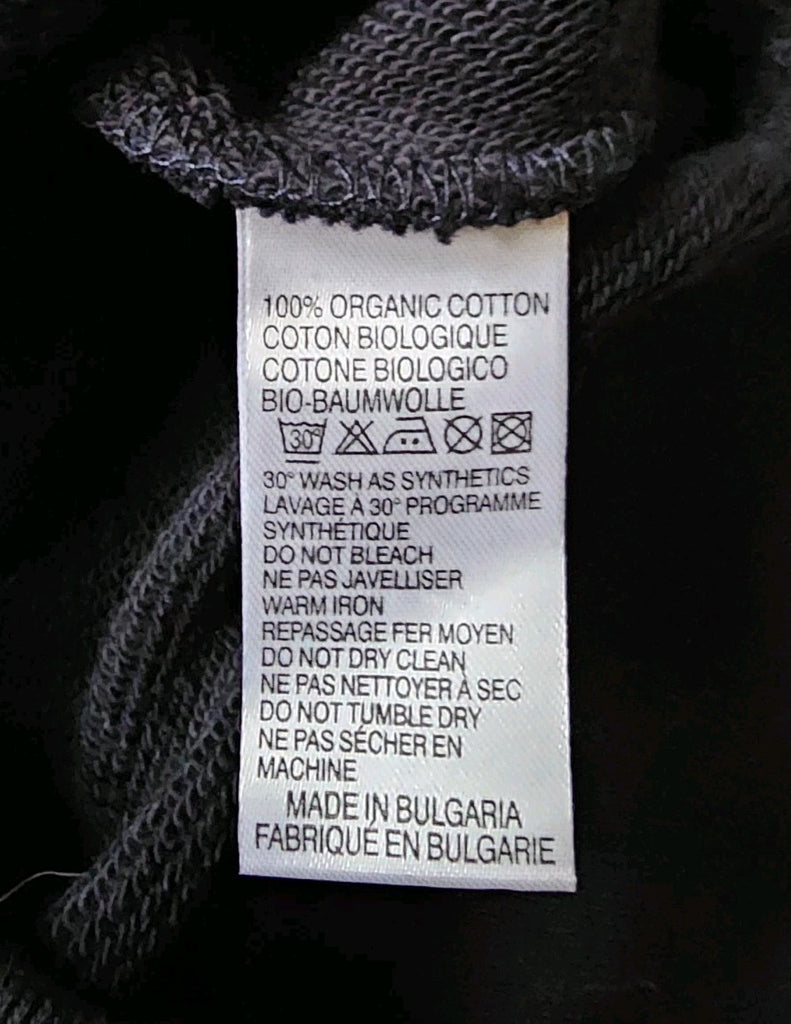 100% ORGANIC COTTON
COTON BIOLOGIQUE
COTONE BIOLOGICO
BIO-BAUMWOLLE
30°
30° WASH AS SYNTHETICS
LAVAGE À 30° PROGRAMME
SYNTHÉTIQUE
DO NOT BLEACH
NE PAS JAVELLISER
WARM IRON
REPASSAGE FER MOYEN
DO NOT DRY CLEAN
NE PAS NETTOYER À SEC
DO NOT TUMBLE DRY
NE PAS SÉCHER EN
MACHINE
MADE IN BULGARIA
FABRIQUÉ EN BULGARIE